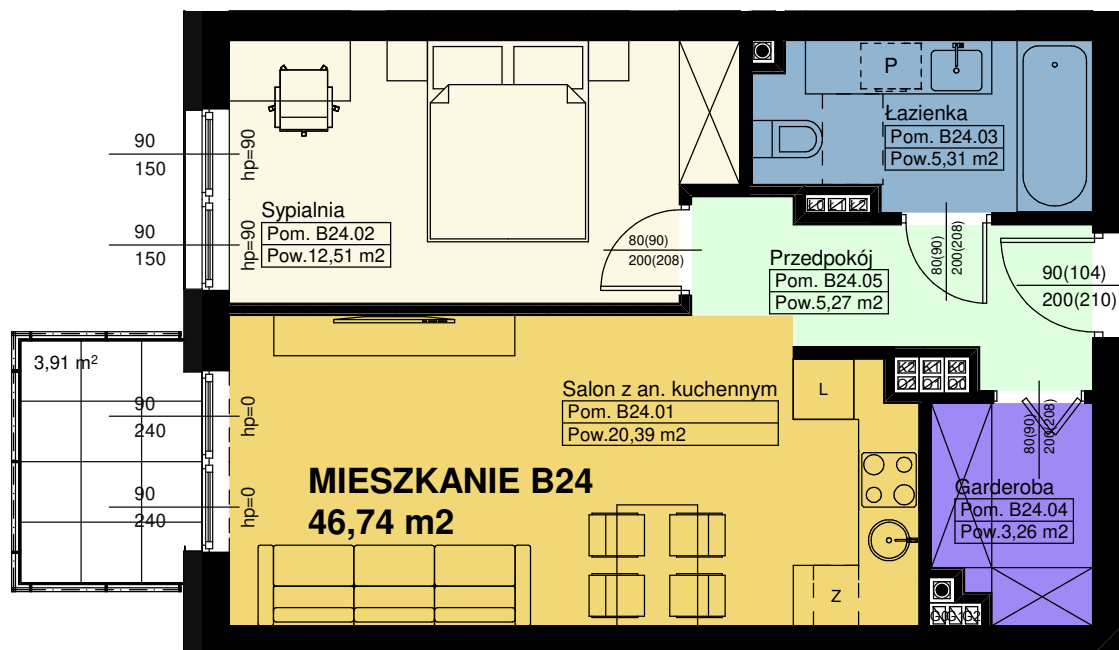 P
Łazienka
Pom. B24.03
Pow.5,31 m2
90
150
hp=90
Sypialnia
Pom. B24.02
Pow.12,51 m2
90
150
hp=90
80(90)
200(208)
80(90)
200(208)
Przedpokój
Pom. B24.05
Pow.5,27 m2
90(104)
200(210)
3,91 m²
90
240
hp=0
Salon z an. kuchennym
Pom. B24.01
Pow.20,39 m2
L
80(90)
200(208)
MIESZKANIE B24
46,74 m2
90
240
hp=0
Garderoba
Pom. B24.04
Pow.3,26 m2
Z